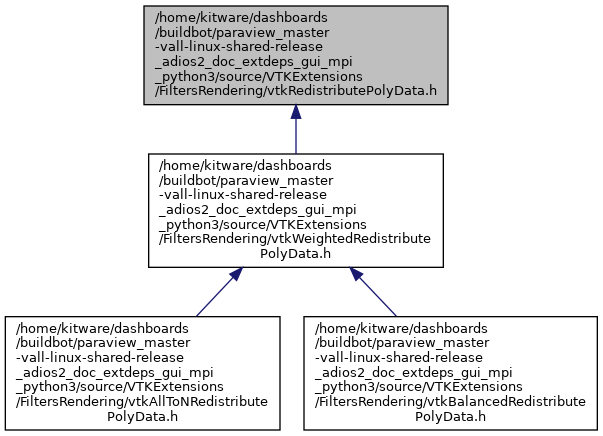 /home/kitware/dashboards
/buildbot/paraview_master
-vall-linux-shared-release
_adios2_doc_extdeps_gui_mpi
_python3/source/VTKExtensions
/FiltersRendering/vtkRedistributePolyData.h
/home/kitware/dashboards
/buildbot/paraview_master
-vall-linux-shared-release
_adios2_doc_extdeps_gui_mpi
_python3/source/VTKExtensions
/FiltersRendering/vtkWeightedRedistribute
PolyData.h
/home/kitware/dashboards
/buildbot/paraview_master
-vall-linux-shared-release
_adios2_doc_extdeps_gui_mpi
_python3/source/VTKExtensions
/FiltersRendering/vtkAllToNRedistribute
PolyData.h
/home/kitware/dashboards
/buildbot/paraview_master
-vall-linux-shared-release
_adios2_doc_extdeps_gui_mpi
_python3/source/VTKExtensions
/FiltersRendering/vtkBalancedRedistribute
PolyData.h